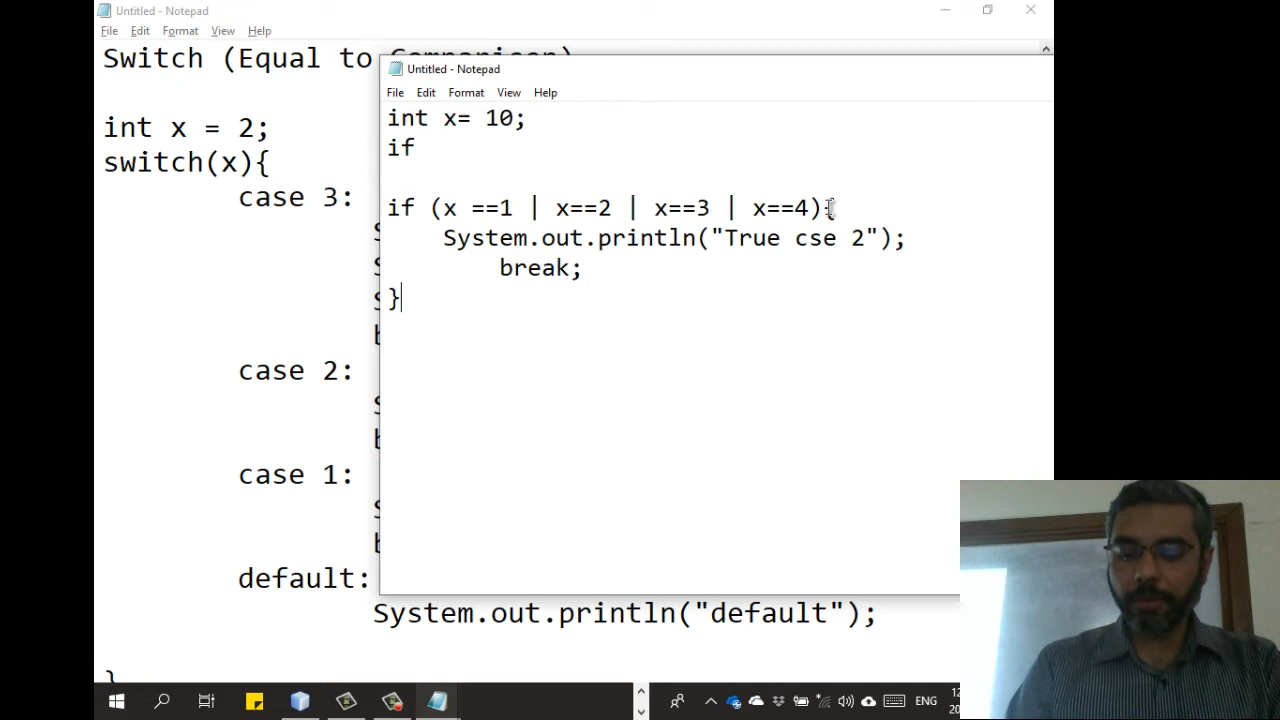 Untitled - Notepad
File Edit Format View Help
Switch (Equal to
int x = 2;
switch(x){
case 3:
case 2:
case 1:
default:
System.out.println("default");
}
Untitled - Notepad
File Edit Format View Help
int x= 10;
if
if (x ==1 | x==2 | x==3 | x==4){
System.out.println("True cse 2");
break;
}
ENG